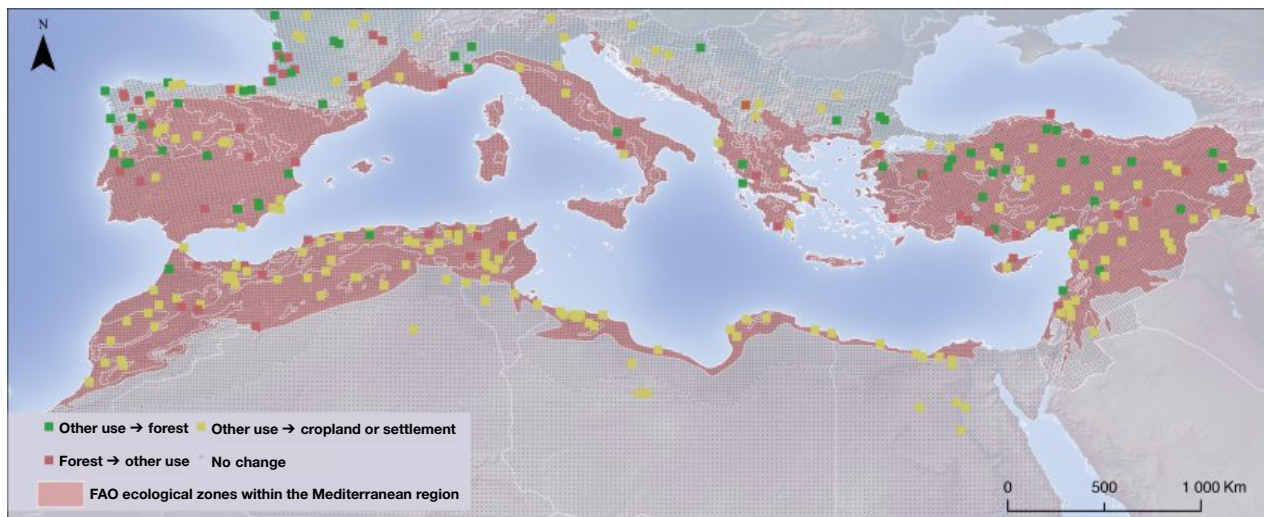 N
Other use → forest
Other use → cropland or settlement
Forest → other use
No change
FAO ecological zones within the Mediterranean region
0 500 1 000 Km